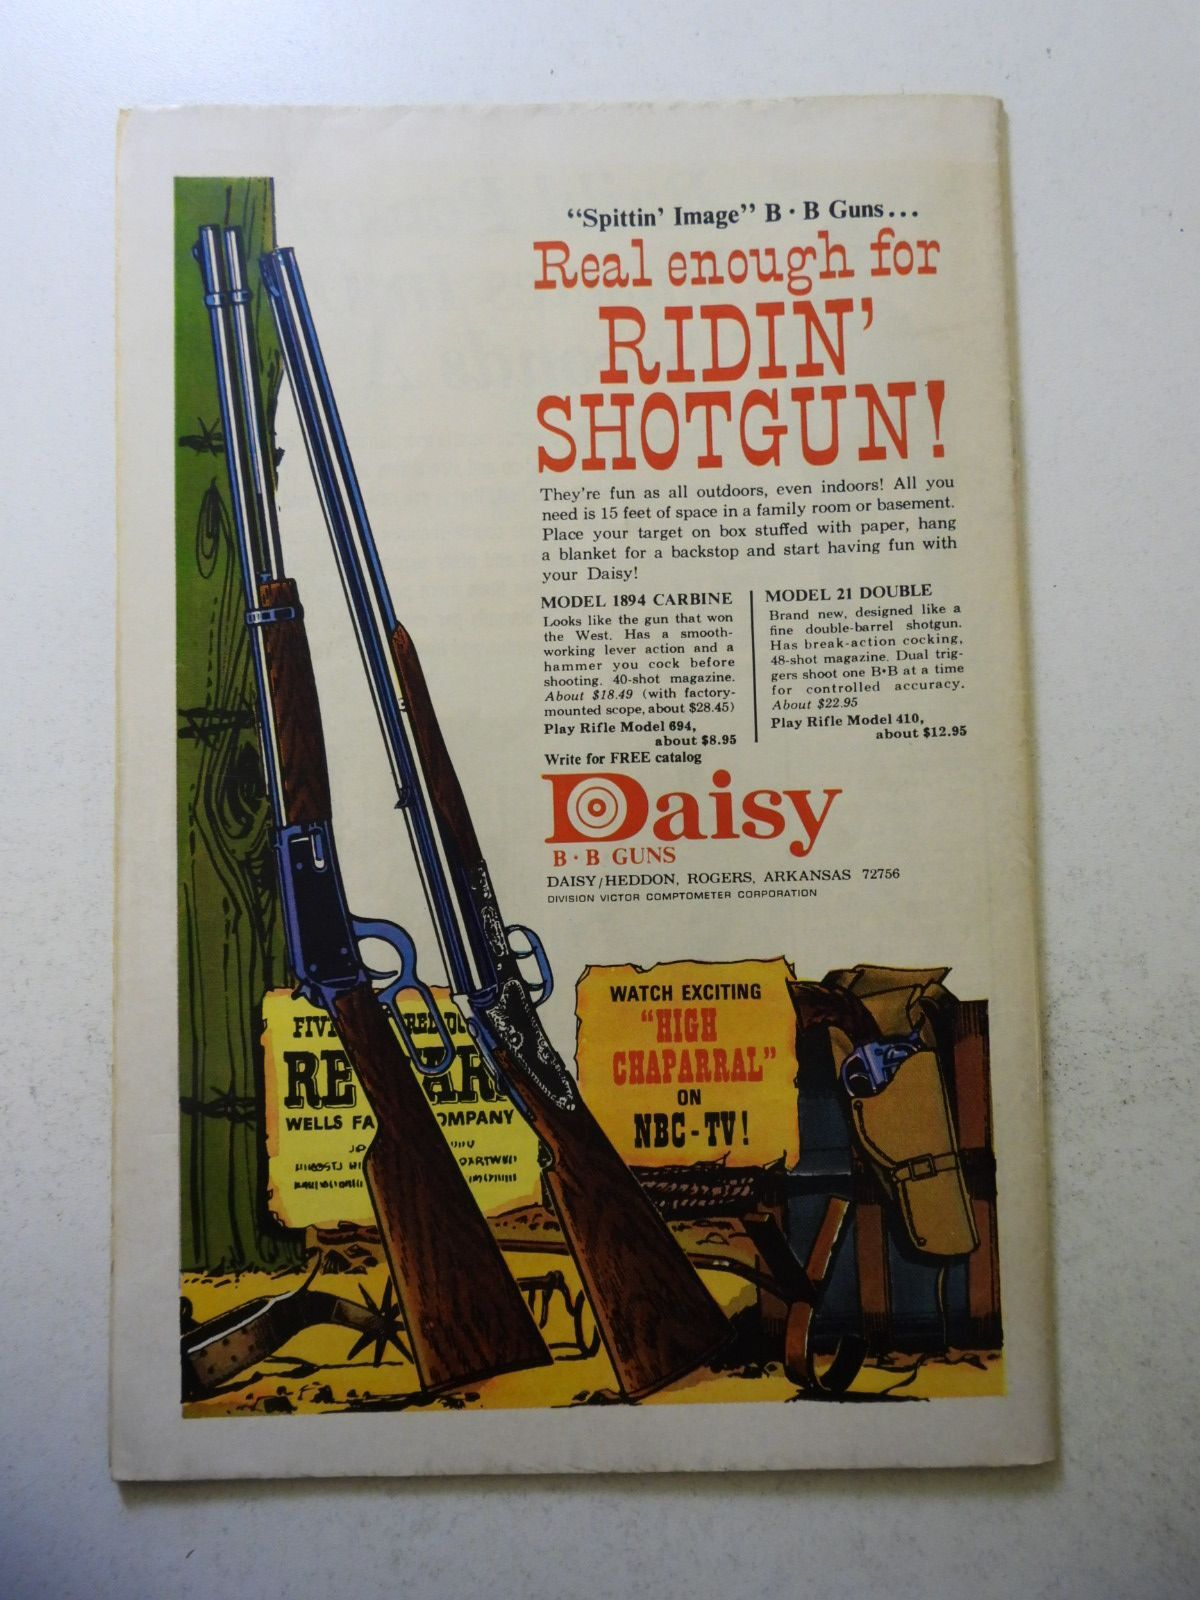 “Spittin’ Image” B·B Guns...
Real enough for
RIDIN’
SHOTGUN!
They’re fun as all outdoors, even indoors! All you
need is 15 feet of space in a family room or basement.
Place your target on box stuffed with paper, hang
a blanket for a backstop and start having fun with
your Daisy!
MODEL 1894 CARBINE
Looks like the gun that won
the West. Has a smooth-
working lever action and a
hammer you cock before
shooting. 40-shot magazine.
About $18.49 (with factory-
mounted scope, about $28.45)
Play Rifle Model 694,
about $8.95
Write for FREE catalog
MODEL 21 DOUBLE
Brand new, designed like a
fine double-barrel shotgun.
Has break-action cocking,
48-shot magazine. Dual trig-
gers shoot one B•B at a time
for controlled accuracy.
About $22.95
Play Rifle Model 410,
about $12.95
Daisy
B·B GUNS
DAISY/HEDDON, ROGERS, ARKANSAS 72756
DIVISION VICTOR COMPTOMETER CORPORATION
WATCH EXCITING
“HIGH
CHAPARRAL”
ON
NBC-TV!
WELLS